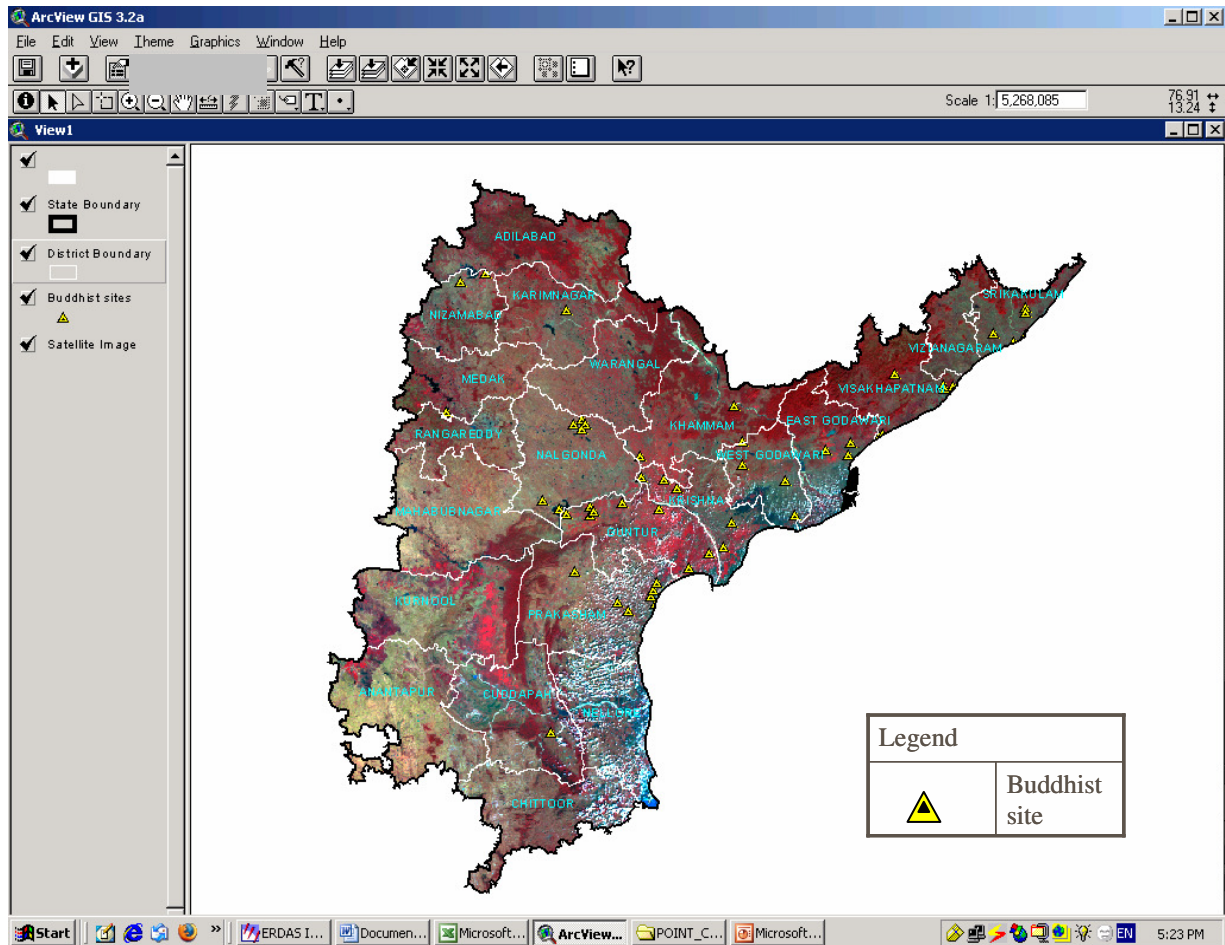 ArcView GIS 3.2a
File Edit View Theme Graphics Window Help
Scale 1: 5,268,085
76.91
13.24
View1
State Boundary
District Boundary
Buddhist sites
Satellite Image
ADILABAD
KARIMNAGAR
NIZAMABAD
SRIKAKULAM
VIZIANAGARAM
WARANGAL
MEDAK
VISAKHAPATNAM
KHAMMAM
EAST GODAWARI
RANGAREDDY
NALGONDA
WEST GODAWARI
KRISHNA
MAHABUBNAGAR
GUNTUR
KURNOOL
PRAKASHAM
ANANTAPUR
CUDDAPAH
NELLORE
CHITTOOR
Legend
Buddhist
site
Start
»
ERDAS I...
Documen...
Microsoft...
ArcView...
POINT_C...
Microsoft...
EN
5:23 PM